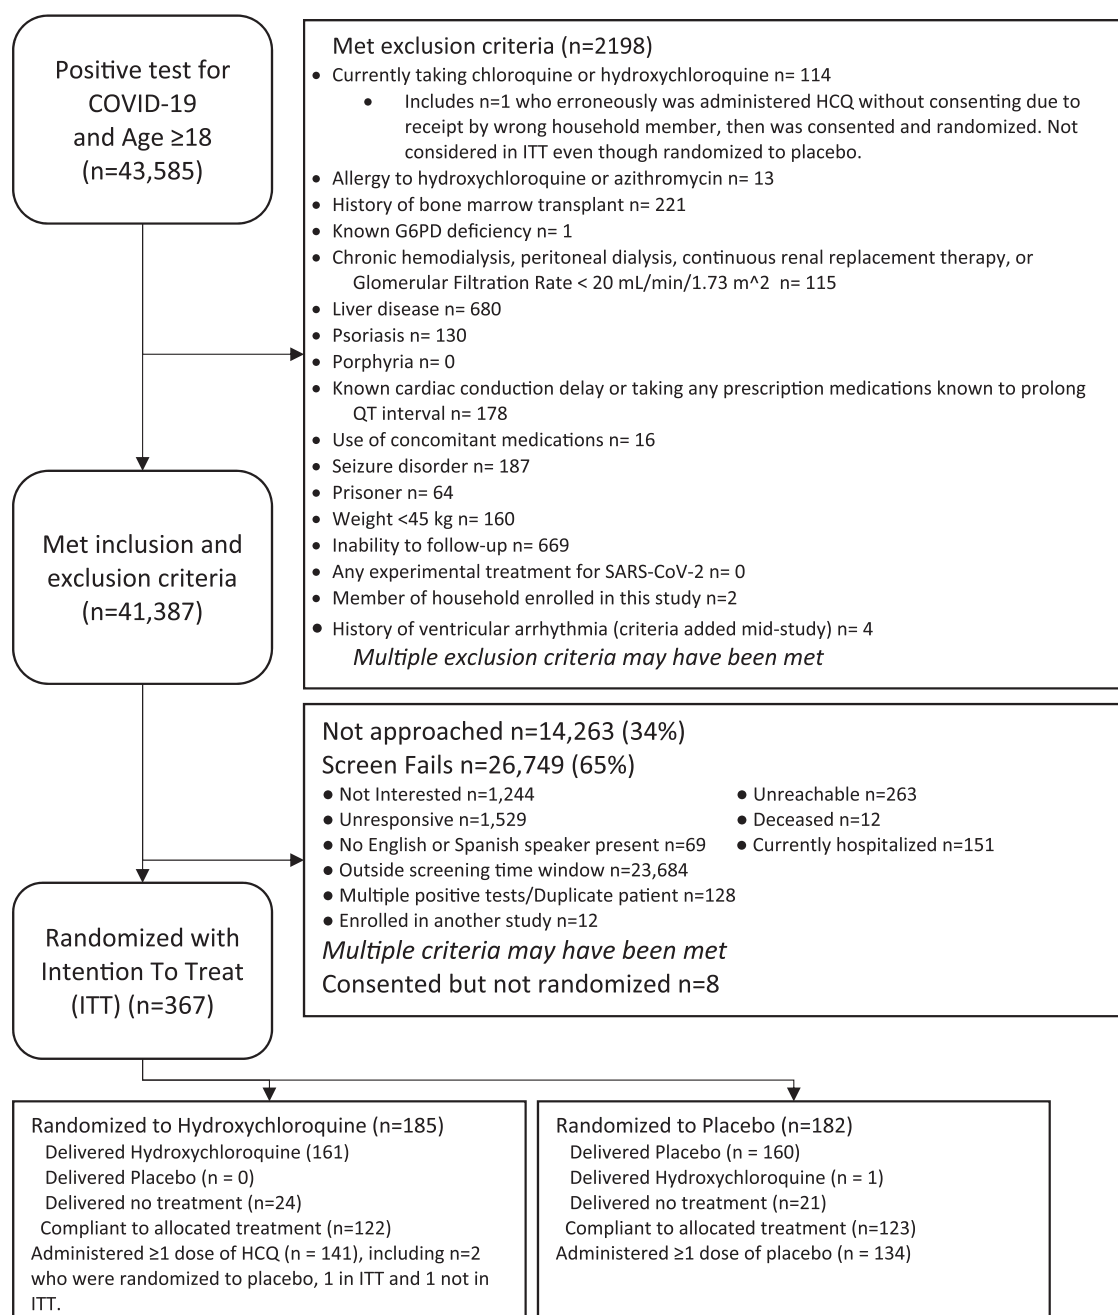 Positive test for
COVID-19
and Age ≥18
(n=43,585)
Met exclusion criteria (n=2198)
● Currently taking chloroquine or hydroxychloroquine n= 114
● Includes n=1 who erroneously was administered HCQ without consenting due to
receipt by wrong household member, then was consented and randomized. Not
considered in ITT even though randomized to placebo.
● Allergy to hydroxychloroquine or azithromycin n= 13
● History of bone marrow transplant n= 221
● Known G6PD deficiency n= 1
● Chronic hemodialysis, peritoneal dialysis, continuous renal replacement therapy, or
Glomerular Filtration Rate < 20 mL/min/1.73 m^2  n= 115
● Liver disease n= 680
● Psoriasis n= 130
● Porphyria n= 0
● Known cardiac conduction delay or taking any prescription medications known to prolong
QT interval n= 178
● Use of concomitant medications n= 16
● Seizure disorder n= 187
● Prisoner n= 64
● Weight <45 kg n= 160
● Inability to follow-up n= 669
● Any experimental treatment for SARS-CoV-2 n= 0
● Member of household enrolled in this study n=2
● History of ventricular arrhythmia (criteria added mid-study) n= 4
Multiple exclusion criteria may have been met
Met inclusion and
exclusion criteria
(n=41,387)
Not approached n=14,263 (34%)
Screen Fails n=26,749 (65%)
● Not Interested n=1,244
● Unresponsive n=1,529
● No English or Spanish speaker present n=69
● Outside screening time window n=23,684
● Multiple positive tests/Duplicate patient n=128
● Enrolled in another study n=12
● Unreachable n=263
● Deceased n=12
● Currently hospitalized n=151
Multiple criteria may have been met
Consented but not randomized n=8
Randomized with
Intention To Treat
(ITT) (n=367)
Randomized to Hydroxychloroquine (n=185)
Delivered Hydroxychloroquine (161)
Delivered Placebo (n = 0)
Delivered no treatment (n=24)
Compliant to allocated treatment (n=122)
Administered ≥1 dose of HCQ (n = 141), including n=2
who were randomized to placebo, 1 in ITT and 1 not in
ITT.
Randomized to Placebo (n=182)
Delivered Placebo (n = 160)
Delivered Hydroxychloroquine (n = 1)
Delivered no treatment (n=21)
Compliant to allocated treatment (n=123)
Administered ≥1 dose of placebo (n = 134)